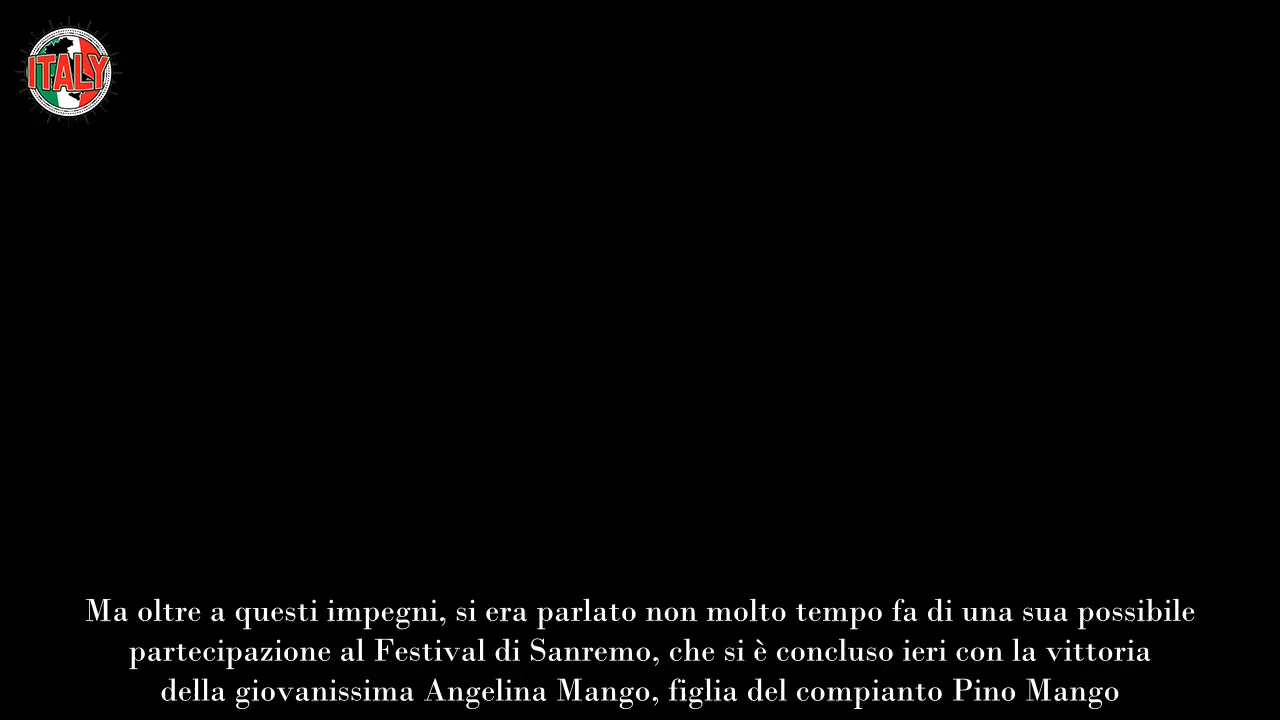 ITALY
Ma oltre a questi impegni, si era parlato non molto tempo fa di una sua possibile
partecipazione al Festival di Sanremo, che si è concluso ieri con la vittoria
della giovanissima Angelina Mango, figlia del compianto Pino Mango